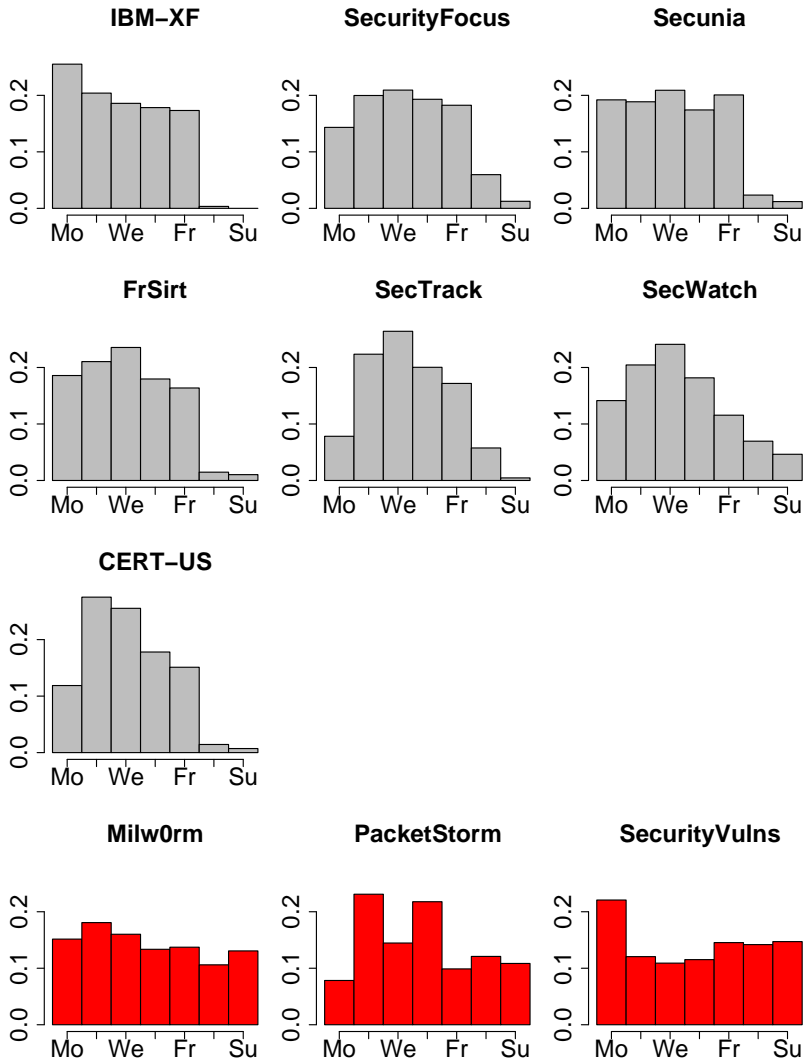 IBM−XF
0.0 0.1 0.2
Mo We Fr Su
SecurityFocus
0.0 0.1 0.2
Mo We Fr Su
Secunia
0.0 0.1 0.2
Mo We Fr Su
FrSirt
0.0 0.1 0.2
Mo We Fr Su
SecTrack
0.0 0.1 0.2
Mo We Fr Su
SecWatch
0.0 0.1 0.2
Mo We Fr Su
CERT−US
0.0 0.1 0.2
Mo We Fr Su
Milw0rm
0.0 0.1 0.2
Mo We Fr Su
PacketStorm
0.0 0.1 0.2
Mo We Fr Su
SecurityVulns
0.0 0.1 0.2
Mo We Fr Su